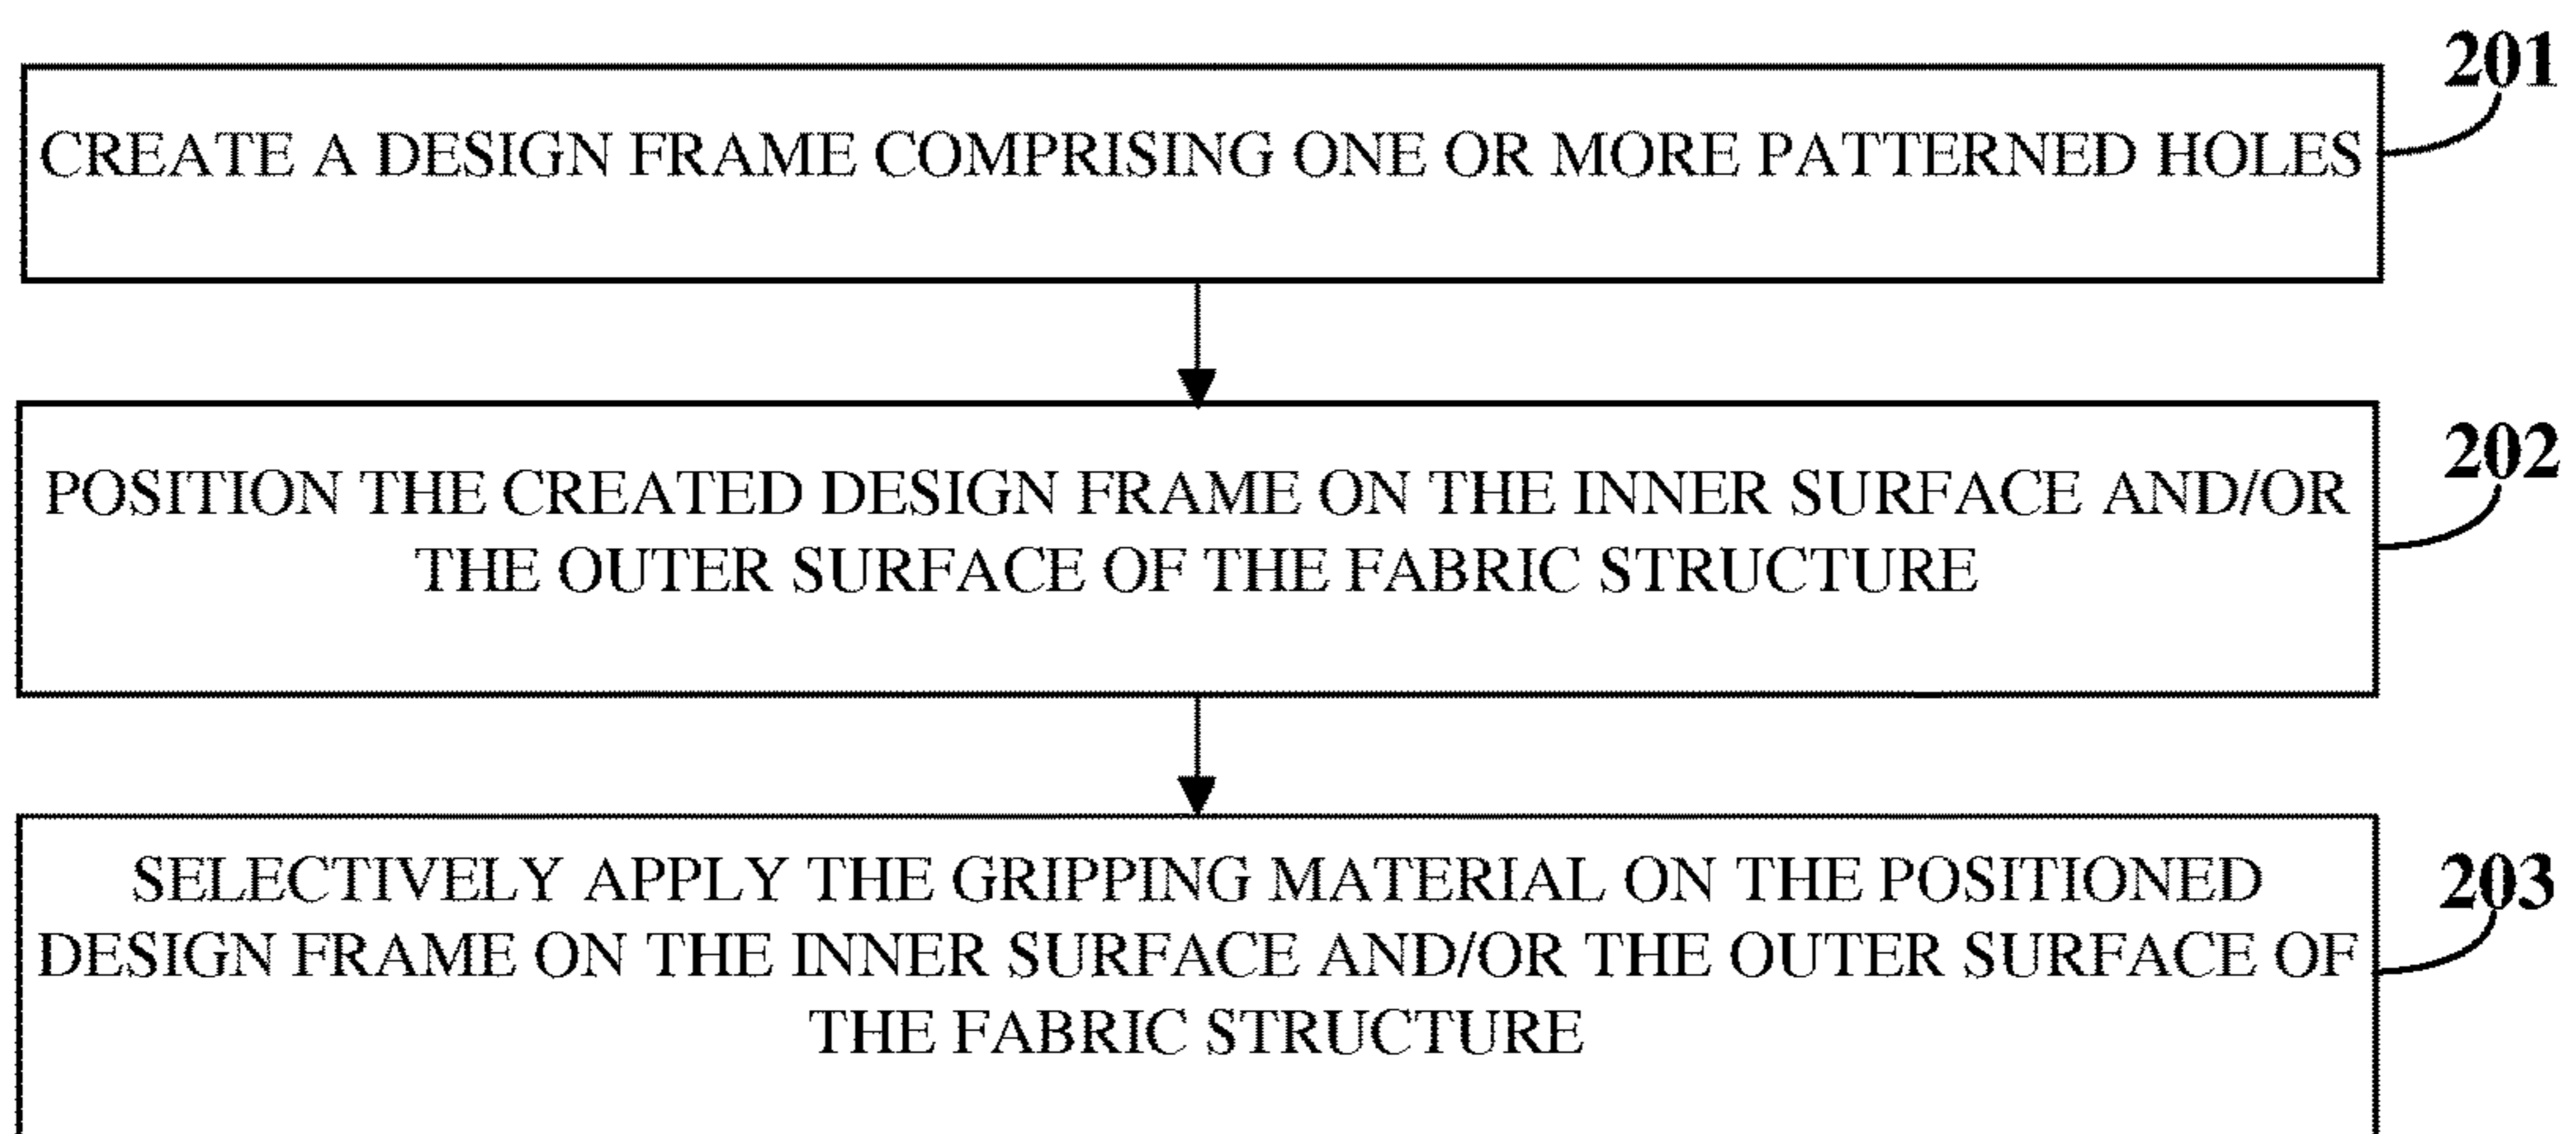 201
CREATE A DESIGN FRAME COMPRISING ONE OR MORE PATTERNED HOLES
202
POSITION THE CREATED DESIGN FRAME ON THE INNER SURFACE AND/OR
THE OUTER SURFACE OF THE FABRIC STRUCTURE
203
SELECTIVELY APPLY THE GRIPPING MATERIAL ON THE POSITIONED
DESIGN FRAME ON THE INNER SURFACE AND/OR THE OUTER SURFACE OF
THE FABRIC STRUCTURE